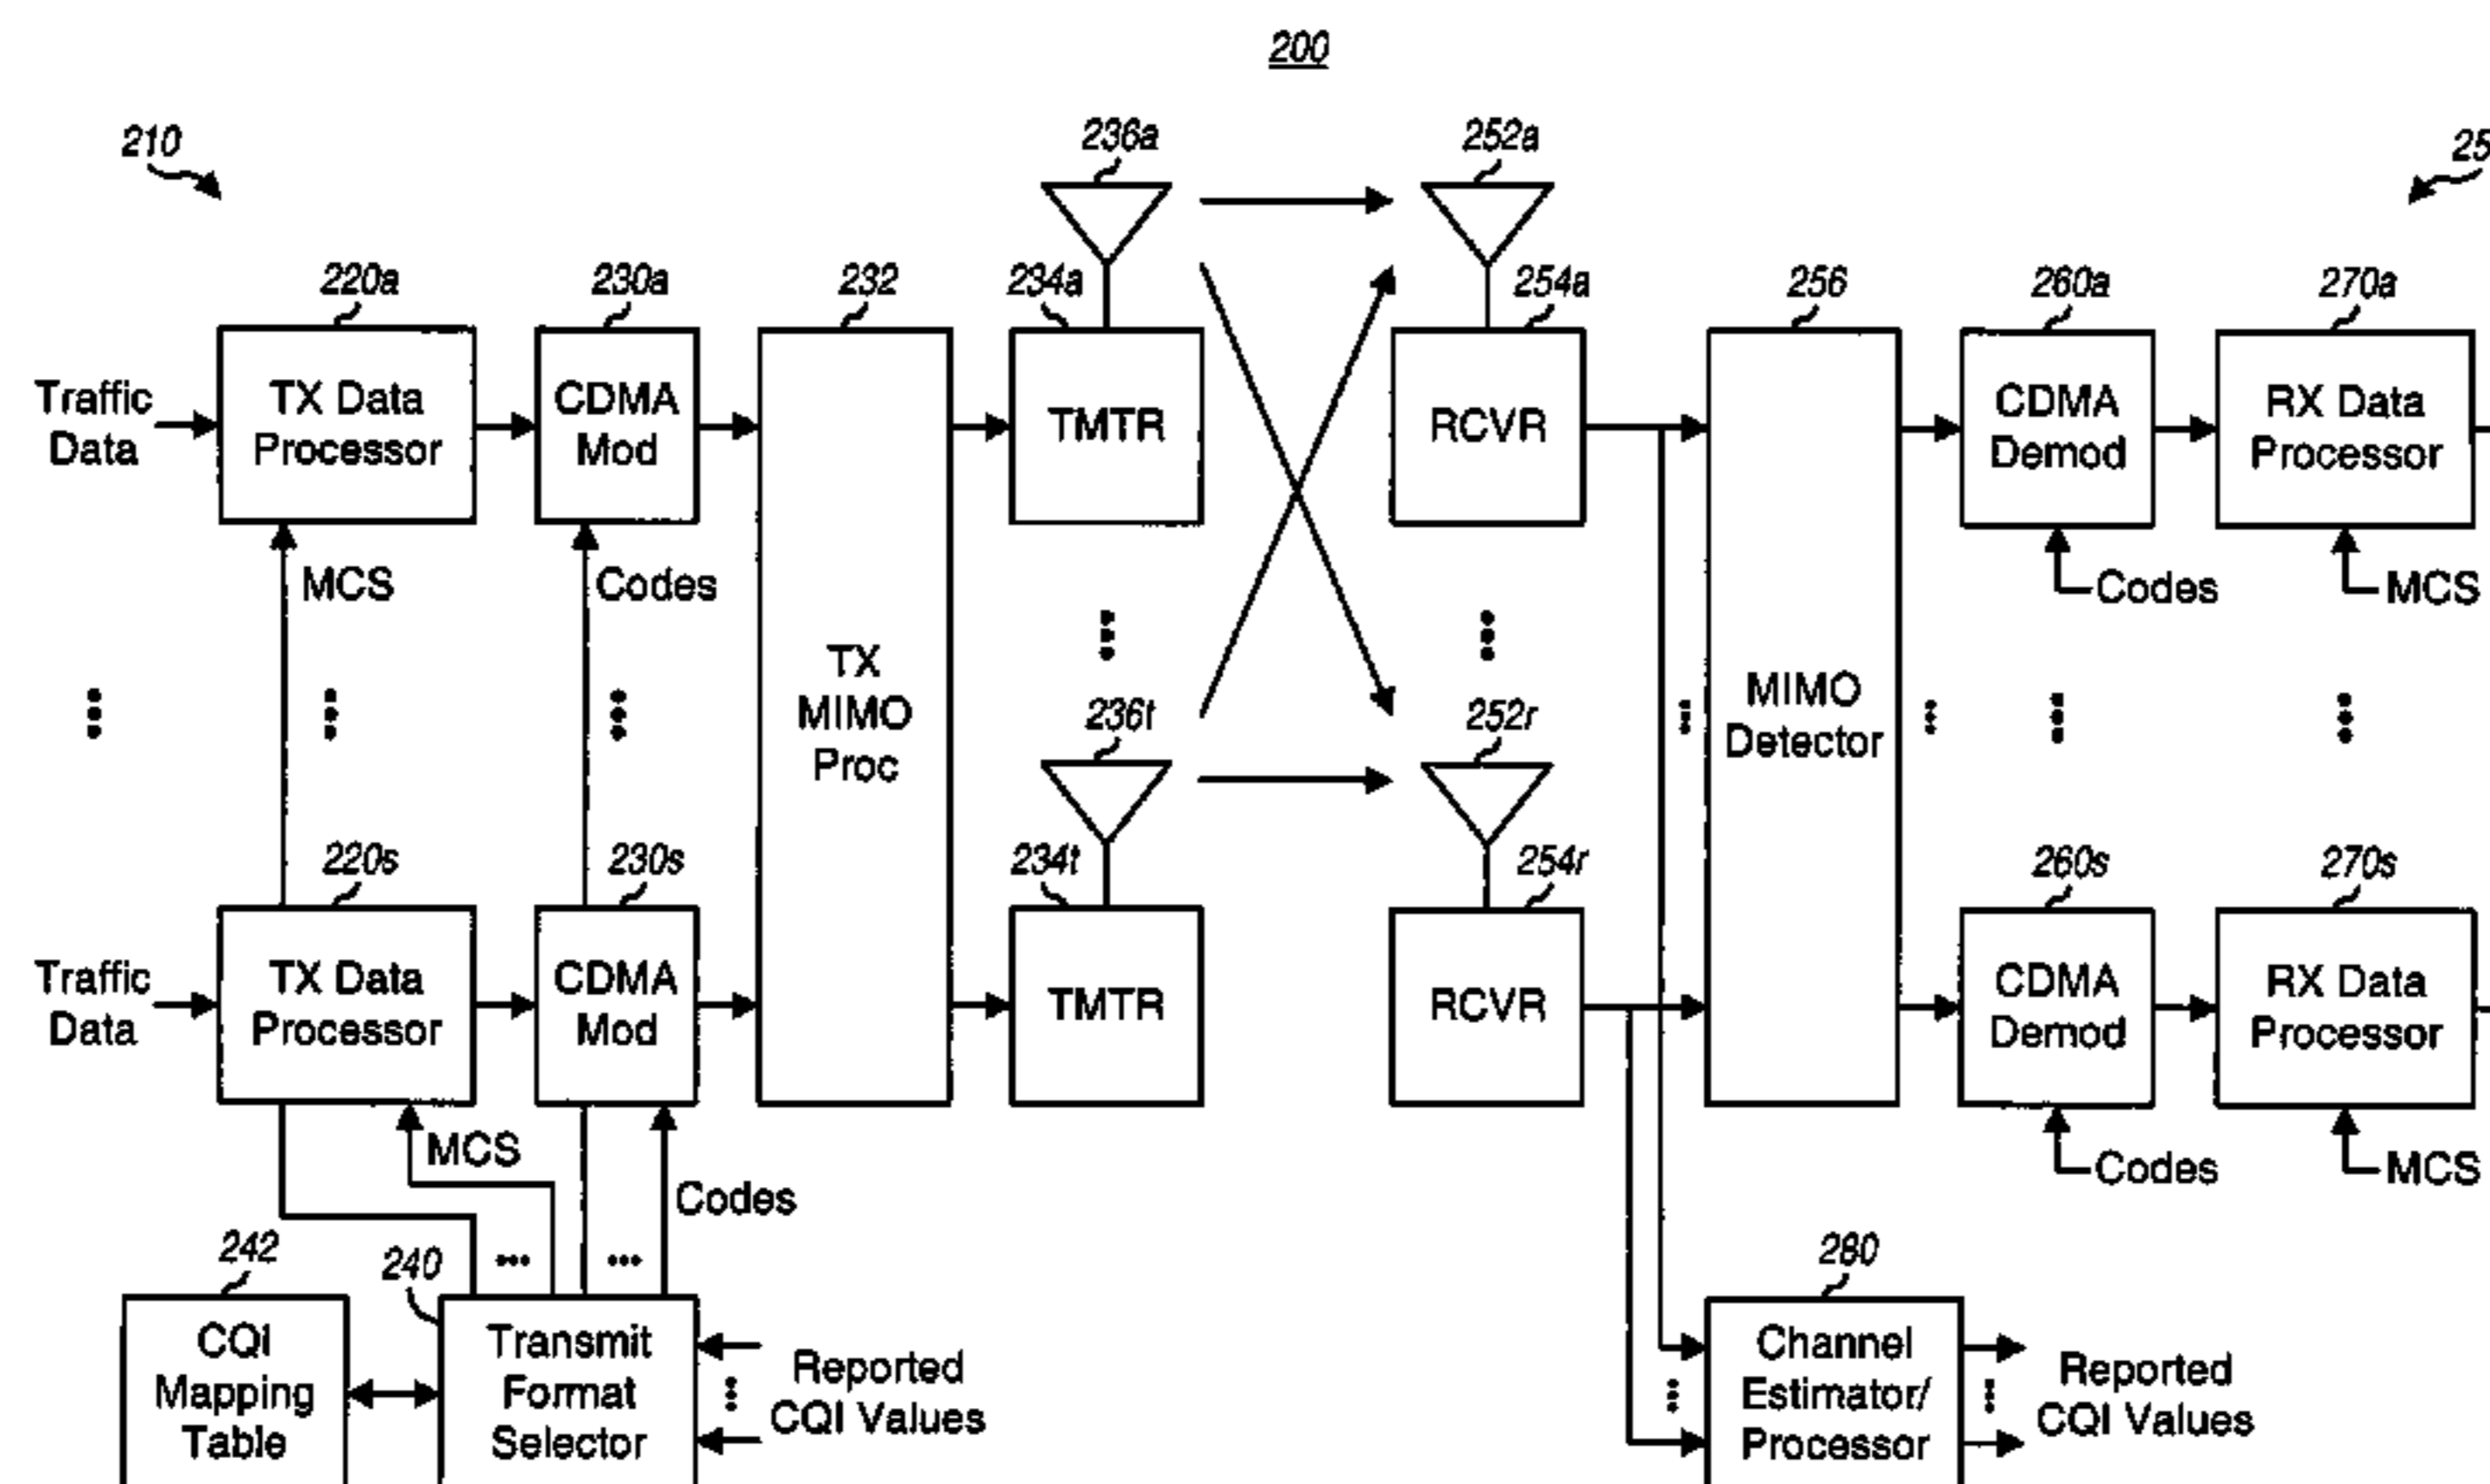 200
210
236a
252a
25
220a
230a
232
234a
254a
256
260a
270a
Traffic
Data
TX Data
Processor
CDMA
Mod
TMTR
RCVR
CDMA
Demod
RX Data
Processor
MCS
Codes
Codes
MCS
TX
MIMO
Proc
MIMO
Detector
236t
252r
220s
230s
234t
254r
260s
270s
Traffic
Data
TX Data
Processor
CDMA
Mod
TMTR
RCVR
CDMA
Demod
RX Data
Processor
MCS
Codes
Codes
MCS
242
240
280
CQI
Mapping
Table
Transmit
Format
Selector
Reported
CQI Values
Channel
Estimator/
Processor
Reported
CQI Values